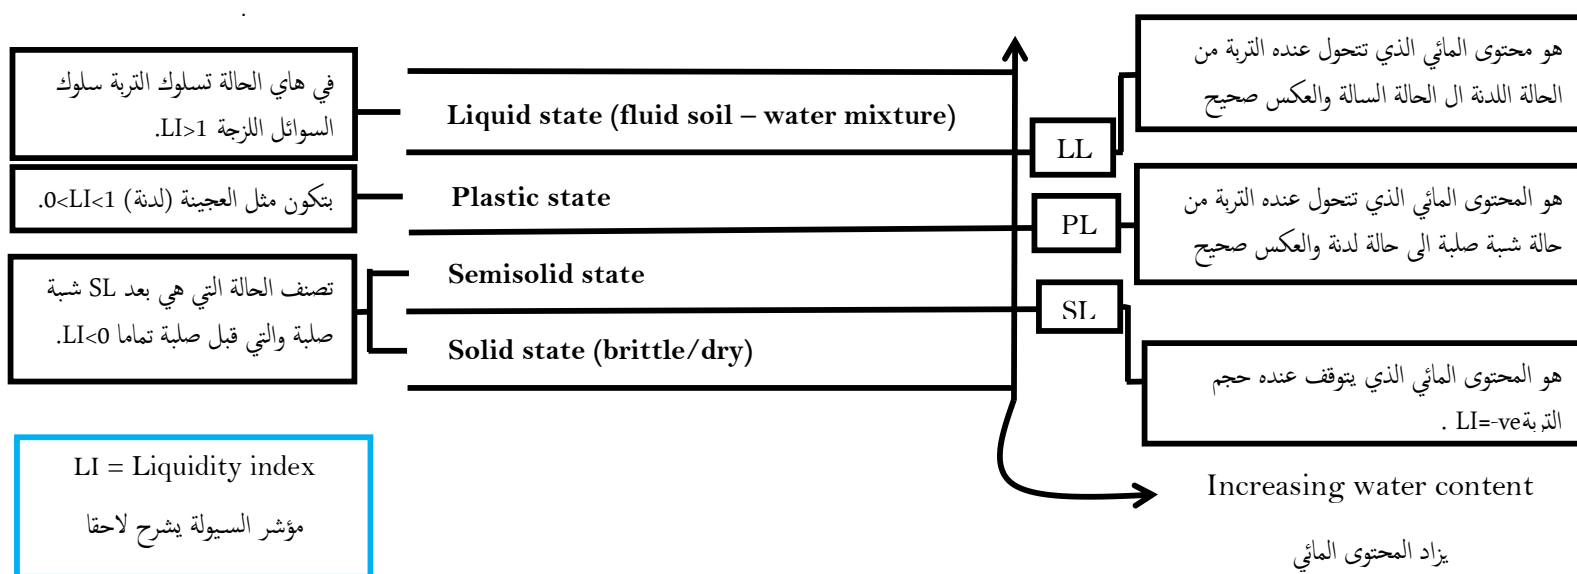 في هاي الحالة تسلوك التربة سلوك
السوائل اللزجة LI>1.
بتكون مثل العجينة (لدنة) 0<LI<1.
تصنف الحالة التي هي بعد SL شبة
صلبة والتي قبل صلبة تماما LI<0.
Liquid state (fluid soil – water mixture)
Plastic state
Semisolid state
Solid state (brittle/dry)
LL
PL
SL
هو محتوى المائي الذي تتحول عنده التربة من
الحالة اللدنة ال الحالة السالة والعكس صحيح
هو المحتوى المائي الذي تتحول عنده التربة من
حالة شبة صلبة الى حالة لدنة والعكس صحيح
هو المحتوى المائي الذي يتوقف عنده حجم
التربة LI=-ve .
LI = Liquidity index
مؤشر السيولة يشرح لاحقا
Increasing water content
يزاد المحتوى المائي